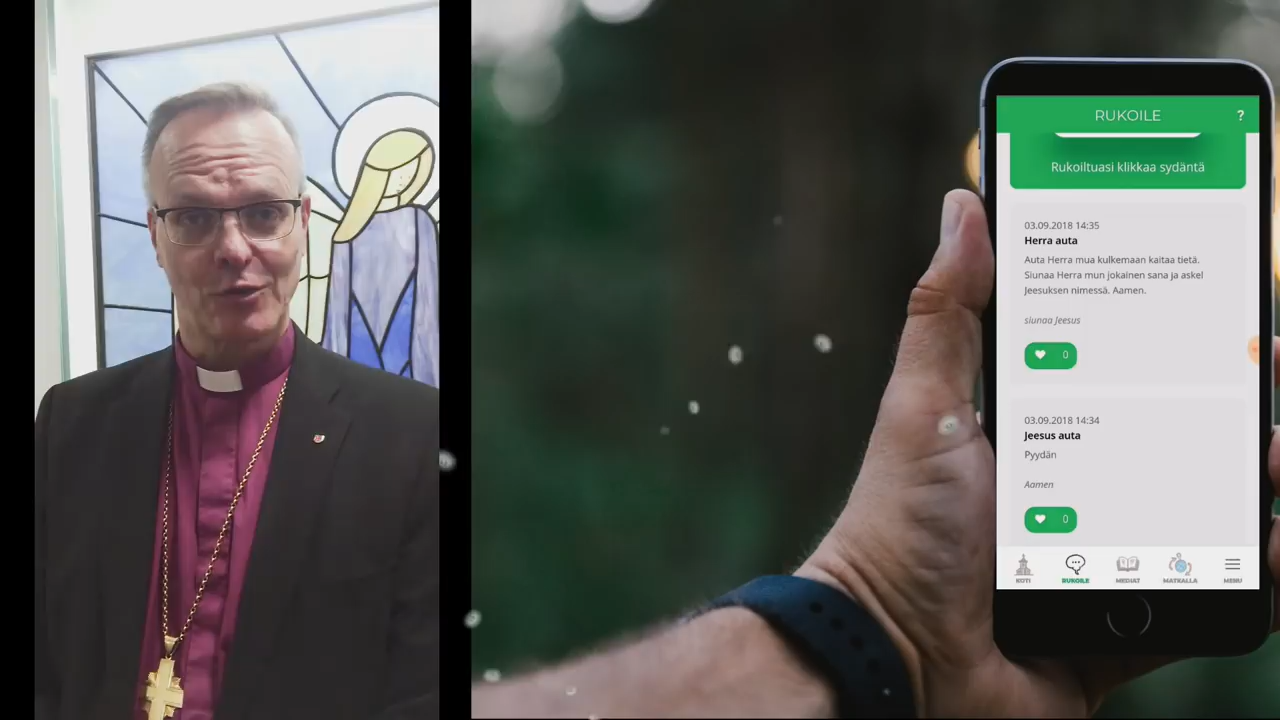 RUKOILE
?
Rukoiltuasi klikkaa sydäntä
03.09.2018 14:35
Herra auta
Auta Herra mua kulkemaan kaitaa tietä.
Siunaa Herra mun jokainen sana ja askel
Jeesuksen nimessä. Aamen.
siunaa Jeesus
0
03.09.2018 14:34
Jeesus auta
Pyydän
Aamen
0
KOTI RUKOILE MEDIAT MATKALLA MENU